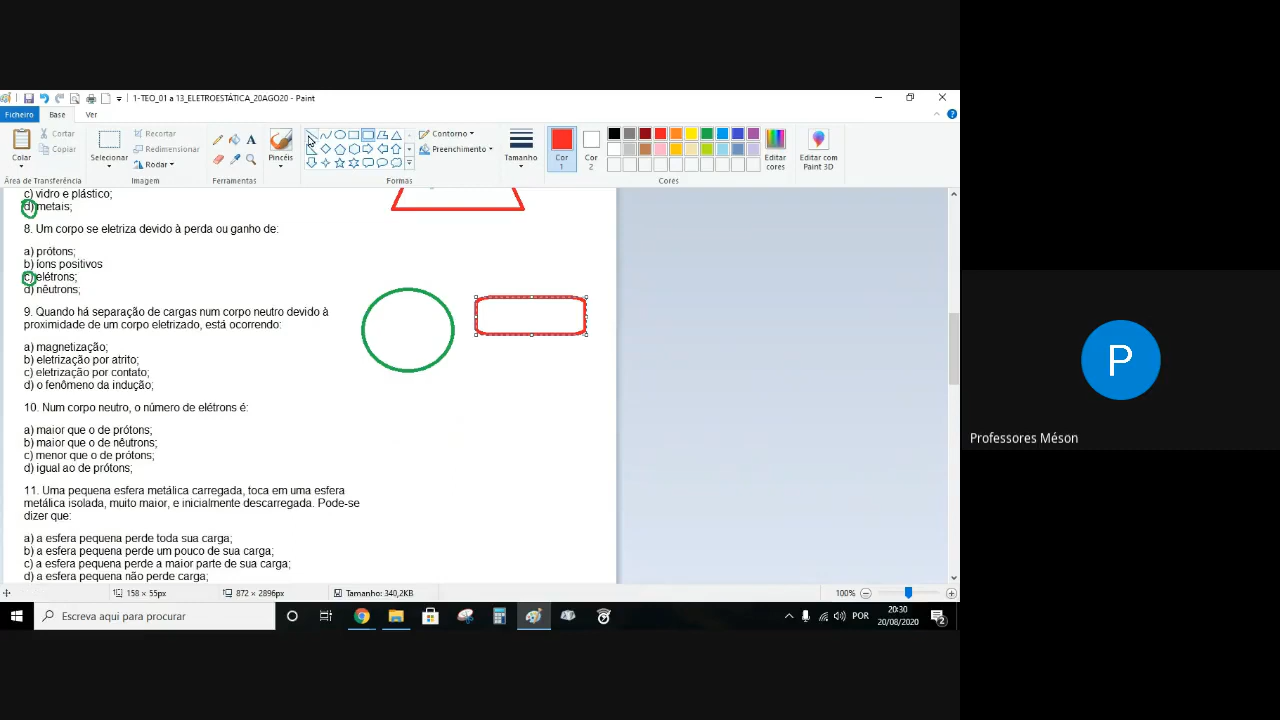 1-TEO_01 a 13_ELETROESTÁTICA_20AGO20 - Paint
Ficheiro Base Ver
Colar
Cortar
Copiar
Área de Transferência
Selecionar
Recortar
Redimensionar
Rodar
Imagem
Ferramentas
Pincéis
Contorno
Preenchimento
Formas
Tamanho
Cor 1
Cor 2
Editar cores
Editar com Paint 3D
Cores
c) vidro e plástico;
d) metais;
8. Um corpo se eletriza devido à perda ou ganho de:
a) prótons;
b) íons positivos
c) elétrons;
d) nêutrons;
9. Quando há separação de cargas num corpo neutro devido à
proximidade de um corpo eletrizado, está ocorrendo:
a) magnetização;
b) eletrização por atrito;
c) eletrização por contato;
d) o fenômeno da indução;
10. Num corpo neutro, o número de elétrons é:
a) maior que o de prótons;
b) maior que o de nêutrons;
c) menor que o de prótons;
d) igual ao de prótons;
11. Uma pequena esfera metálica carregada, toca em uma esfera
metálica isolada, muito maior, e inicialmente descarregada. Pode-se
dizer que:
a) a esfera pequena perde toda sua carga;
b) a esfera pequena perde um pouco de sua carga;
c) a esfera pequena perde a maior parte de sua carga;
d) a esfera pequena não perde carga;
158 × 55px
872 × 2896px
Tamanho: 340,2KB
100%
Escreva aqui para procurar
POR
20:30
20/08/2020
2
P
Professores Méson